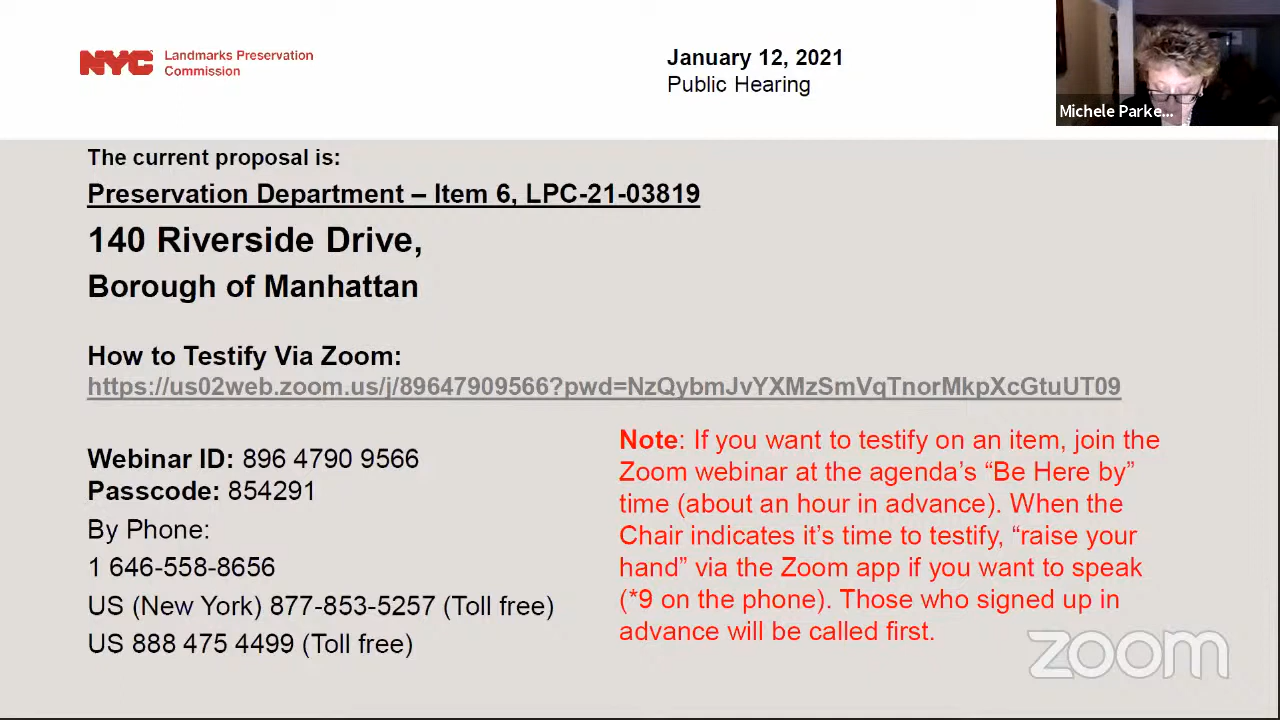 NYC Landmarks Preservation
Commission
January 12, 2021
Public Hearing
Michele Parke...
The current proposal is:
Preservation Department – Item 6, LPC-21-03819
140 Riverside Drive,
Borough of Manhattan
How to Testify Via Zoom:
https://us02web.zoom.us/j/89647909566?pwd=NzQybmJvYXMzSmVqTnorMkpXcGtuUT09
Webinar ID: 896 4790 9566
Passcode: 854291
By Phone:
1 646-558-8656
US (New York) 877-853-5257 (Toll free)
US 888 475 4499 (Toll free)
Note: If you want to testify on an item, join the
Zoom webinar at the agenda’s “Be Here by”
time (about an hour in advance). When the
Chair indicates it’s time to testify, “raise your
hand” via the Zoom app if you want to speak
(*9 on the phone). Those who signed up in
advance will be called first.
zoom